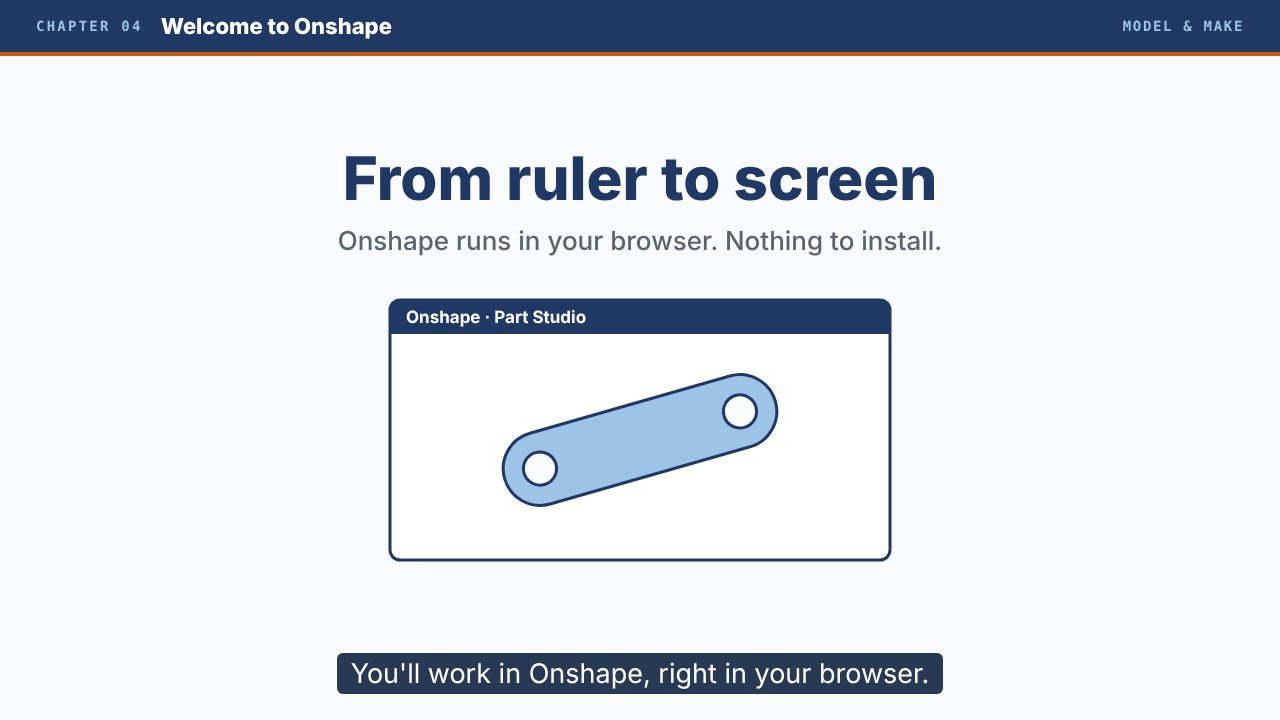 CHAPTER 04 Welcome to Onshape MODEL & MAKE
From ruler to screen
Onshape runs in your browser. Nothing to install.
Onshape · Part Studio
You'll work in Onshape, right in your browser.